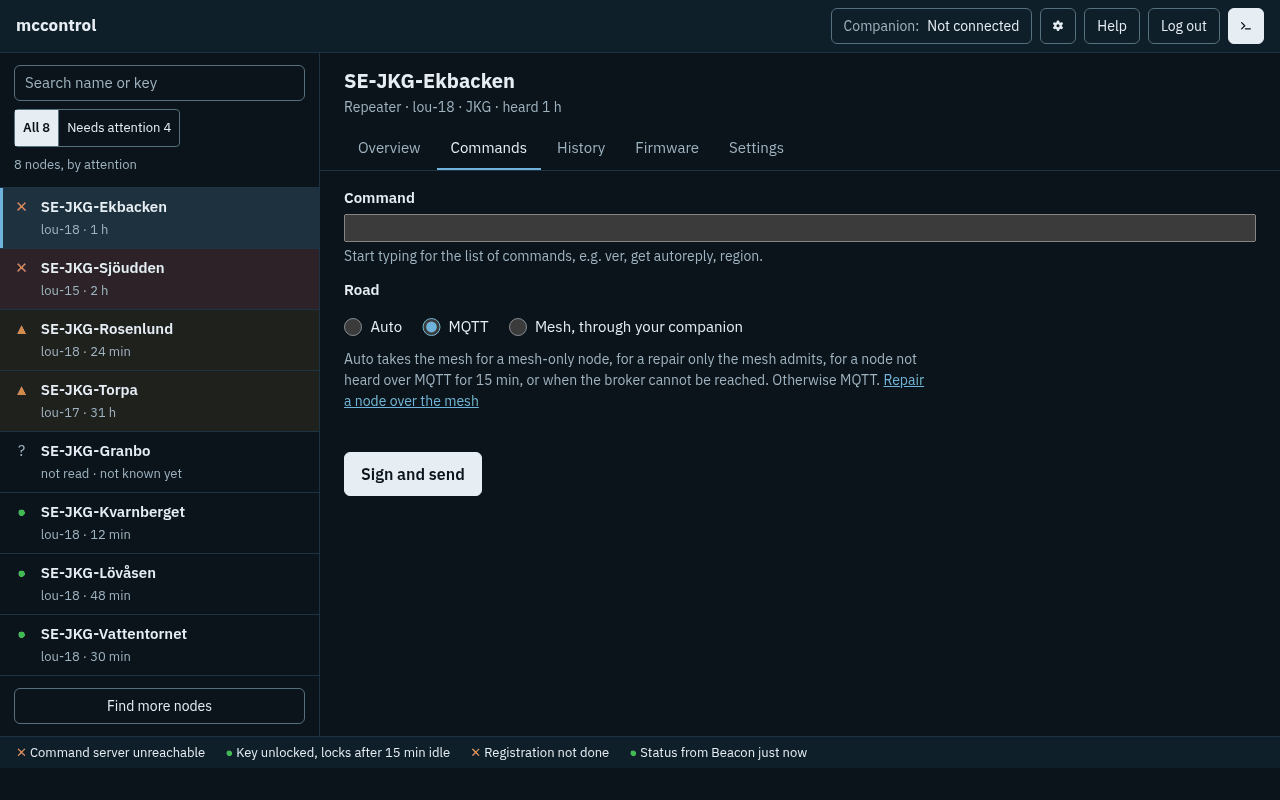 mccontrol
Companion: Not connected
Help
Log out
Search name or key
All 8
Needs attention 4
8 nodes, by attention
SE-JKG-Ekbacken
lou-18 · 1 h
SE-JKG-Sjöudden
lou-15 · 2 h
SE-JKG-Rosenlund
lou-18 · 24 min
SE-JKG-Torpa
lou-17 · 31 h
? SE-JKG-Granbo
not read · not known yet
SE-JKG-Kvarnberget
lou-18 · 12 min
SE-JKG-Lövåsen
lou-18 · 48 min
SE-JKG-Vattentornet
lou-18 · 30 min
Find more nodes
SE-JKG-Ekbacken
Repeater · lou-18 · JKG · heard 1 h
Overview
Commands
History
Firmware
Settings
Command
Start typing for the list of commands, e.g. ver, get autoreply, region.
Road
Auto
MQTT
Mesh, through your companion
Auto takes the mesh for a mesh-only node, for a repair only the mesh admits, for a node not
heard over MQTT for 15 min, or when the broker cannot be reached. Otherwise MQTT. Repair
a node over the mesh
Sign and send
✕ Command server unreachable
● Key unlocked, locks after 15 min idle
✕ Registration not done
● Status from Beacon just now